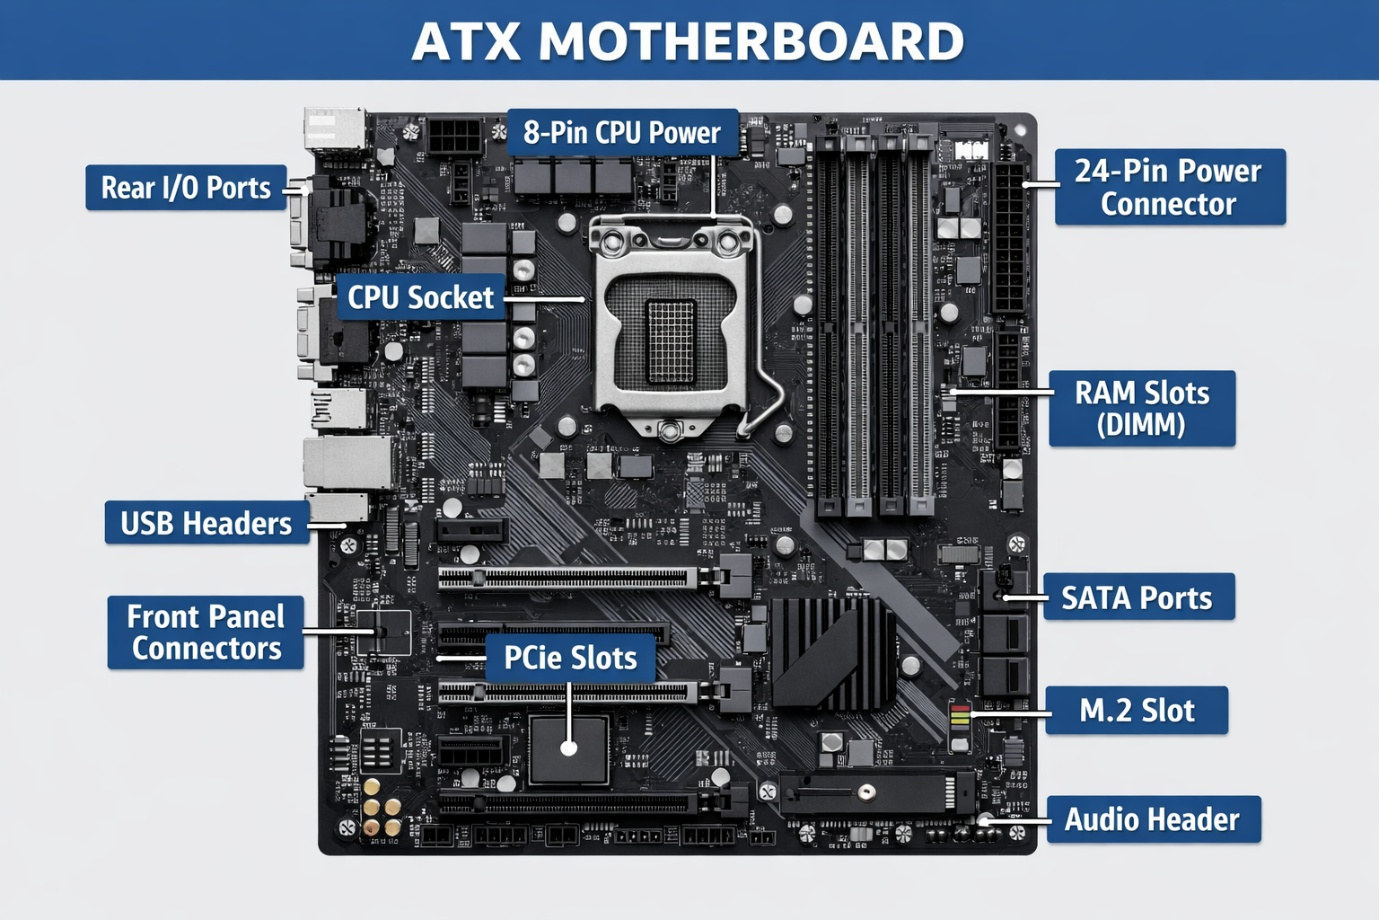 ATX MOTHERBOARD
8-Pin CPU Power
Rear I/O Ports
24-Pin Power
Connector
CPU Socket
RAM Slots
(DIMM)
USB Headers
Front Panel
Connectors
PCie Slots
SATA Ports
M.2 Slot
Audio Header